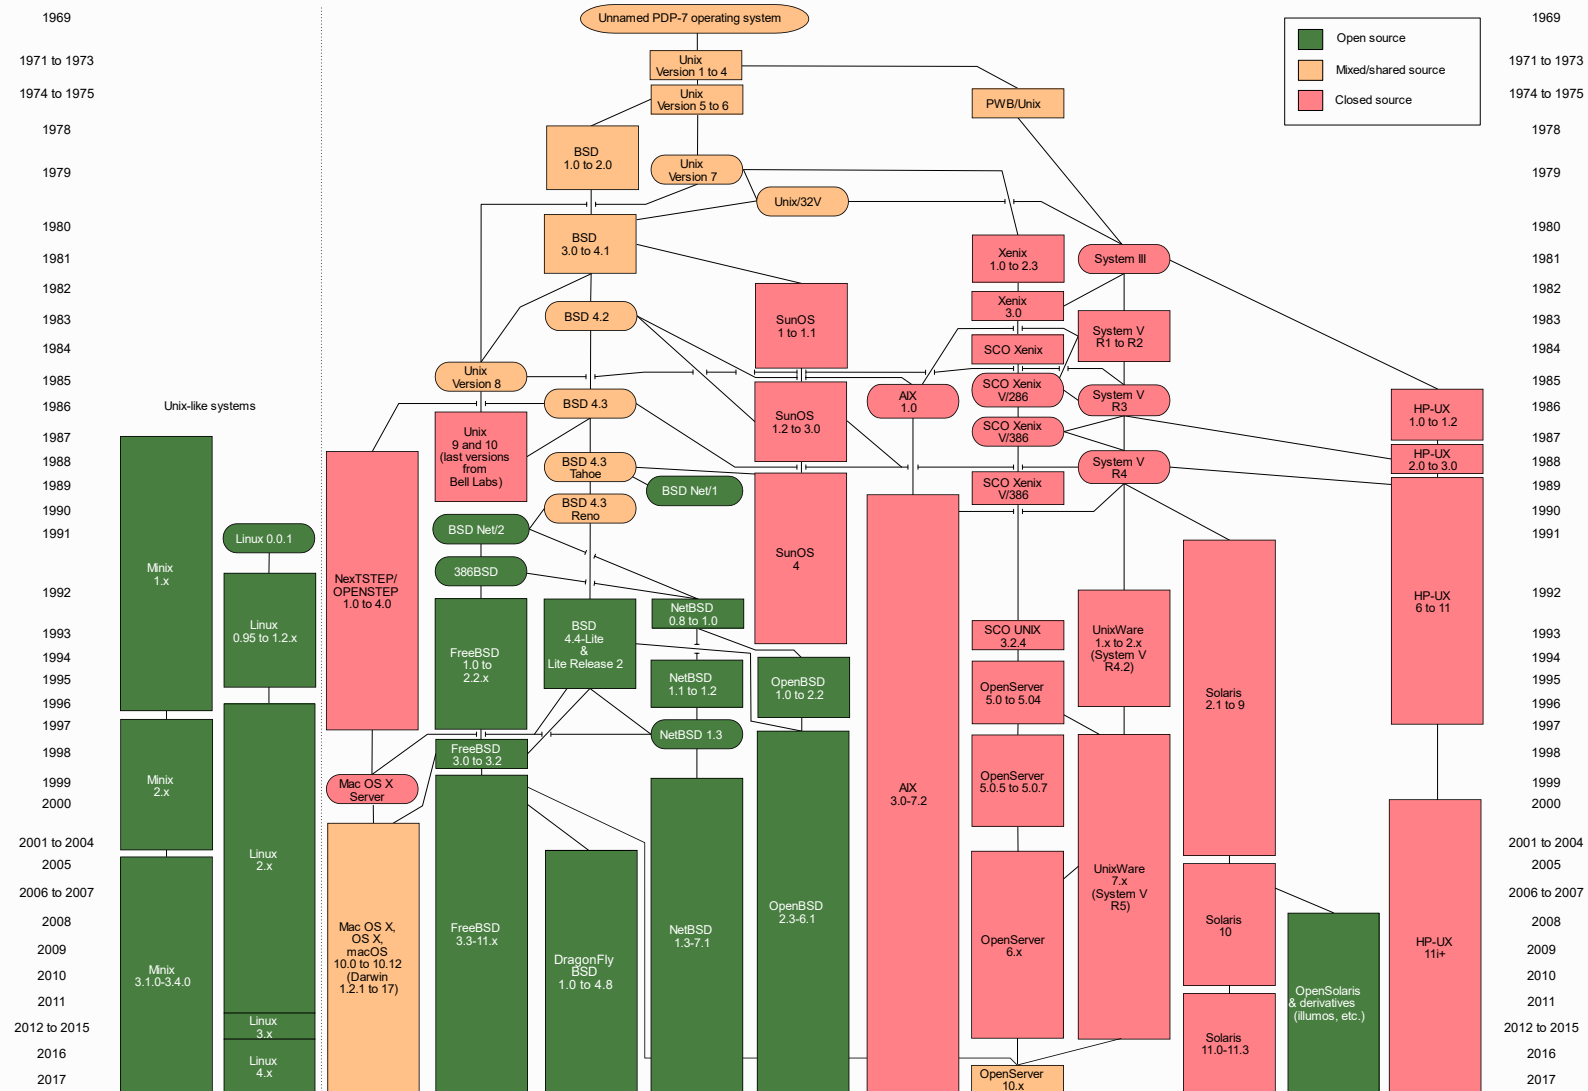 1969
Unnamed PDP-7 operating system
1969
Open source
Mixed/shared source
Closed source
1971 to 1973
Unix
Version 1 to 4
1971 to 1973
1974 to 1975
Unix
Version 5 to 6
PWB/Unix
1974 to 1975
1978
BSD
1.0 to 2.0
1978
1979
Unix
Version 7
Unix/32V
1979
1980
BSD
3.0 to 4.1
1980
1981
Xenix
1.0 to 2.3
System III
1981
1982
Xenix
3.0
1982
1983
BSD 4.2
SunOS
1 to 1.1
System V
R1 to R2
1983
1984
SCO Xenix
1984
1985
Unix
Version 8
SCO Xenix
V/286
1985
1986
Unix-like systems
BSD 4.3
AIX
1.0
System V
R3
HP-UX
1.0 to 1.2
1986
1987
Unix
9 and 10
(last versions
from
Bell Labs)
SunOS
1.2 to 3.0
SCO Xenix
V/386
1987
1988
BSD 4.3
Tahoe
System V
R4
HP-UX
2.0 to 3.0
1988
1989
BSD Net/1
SCO Xenix
V/386
1989
1990
BSD 4.3
Reno
1990
1991
Linux 0.0.1
BSD Net/2
1991
Minix
1.x
NexTSTEP/
OPENSTEP
1.0 to 4.0
386BSD
SunOS
4
1992
NetBSD
0.8 to 1.0
HP-UX
6 to 11
1992
1993
Linux
0.95 to 1.2.x
BSD
4.4-Lite
&
Lite Release 2
SCO UNIX
3.2.4
UnixWare
1.x to 2.x
(System V
R4.2)
1993
1994
FreeBSD
1.0 to
2.2.x
1994
1995
NetBSD
1.1 to 1.2
OpenBSD
1.0 to 2.2
OpenServer
5.0 to 5.04
Solaris
2.1 to 9
1995
1996
1996
1997
NetBSD 1.3
1997
1998
FreeBSD
3.0 to 3.2
1998
1999
Minix
2.x
Mac OS X
Server
AIX
3.0-7.2
OpenServer
5.0.5 to 5.0.7
1999
2000
2000
2001 to 2004
Linux
2.x
2001 to 2004
2005
UnixWare
7.x
(System V
R5)
2005
2006 to 2007
OpenBSD
2.3-6.1
2006 to 2007
2008
Mac OS X,
OS X,
macOS
10.0 to 10.12
(Darwin
1.2.1 to 17)
FreeBSD
3.3-11.x
NetBSD
1.3-7.1
Solaris
10
2008
2009
OpenServer
6.x
HP-UX
11i+
2009
2010
Minix
3.1.0-3.4.0
DragonFly
BSD
1.0 to 4.8
2010
2011
OpenSolaris
& derivatives
(illumos, etc.)
2011
2012 to 2015
Linux
3.x
2012 to 2015
2016
Linux
4.x
Solaris
11.0-11.3
2016
2017
OpenServer
10.x
2017